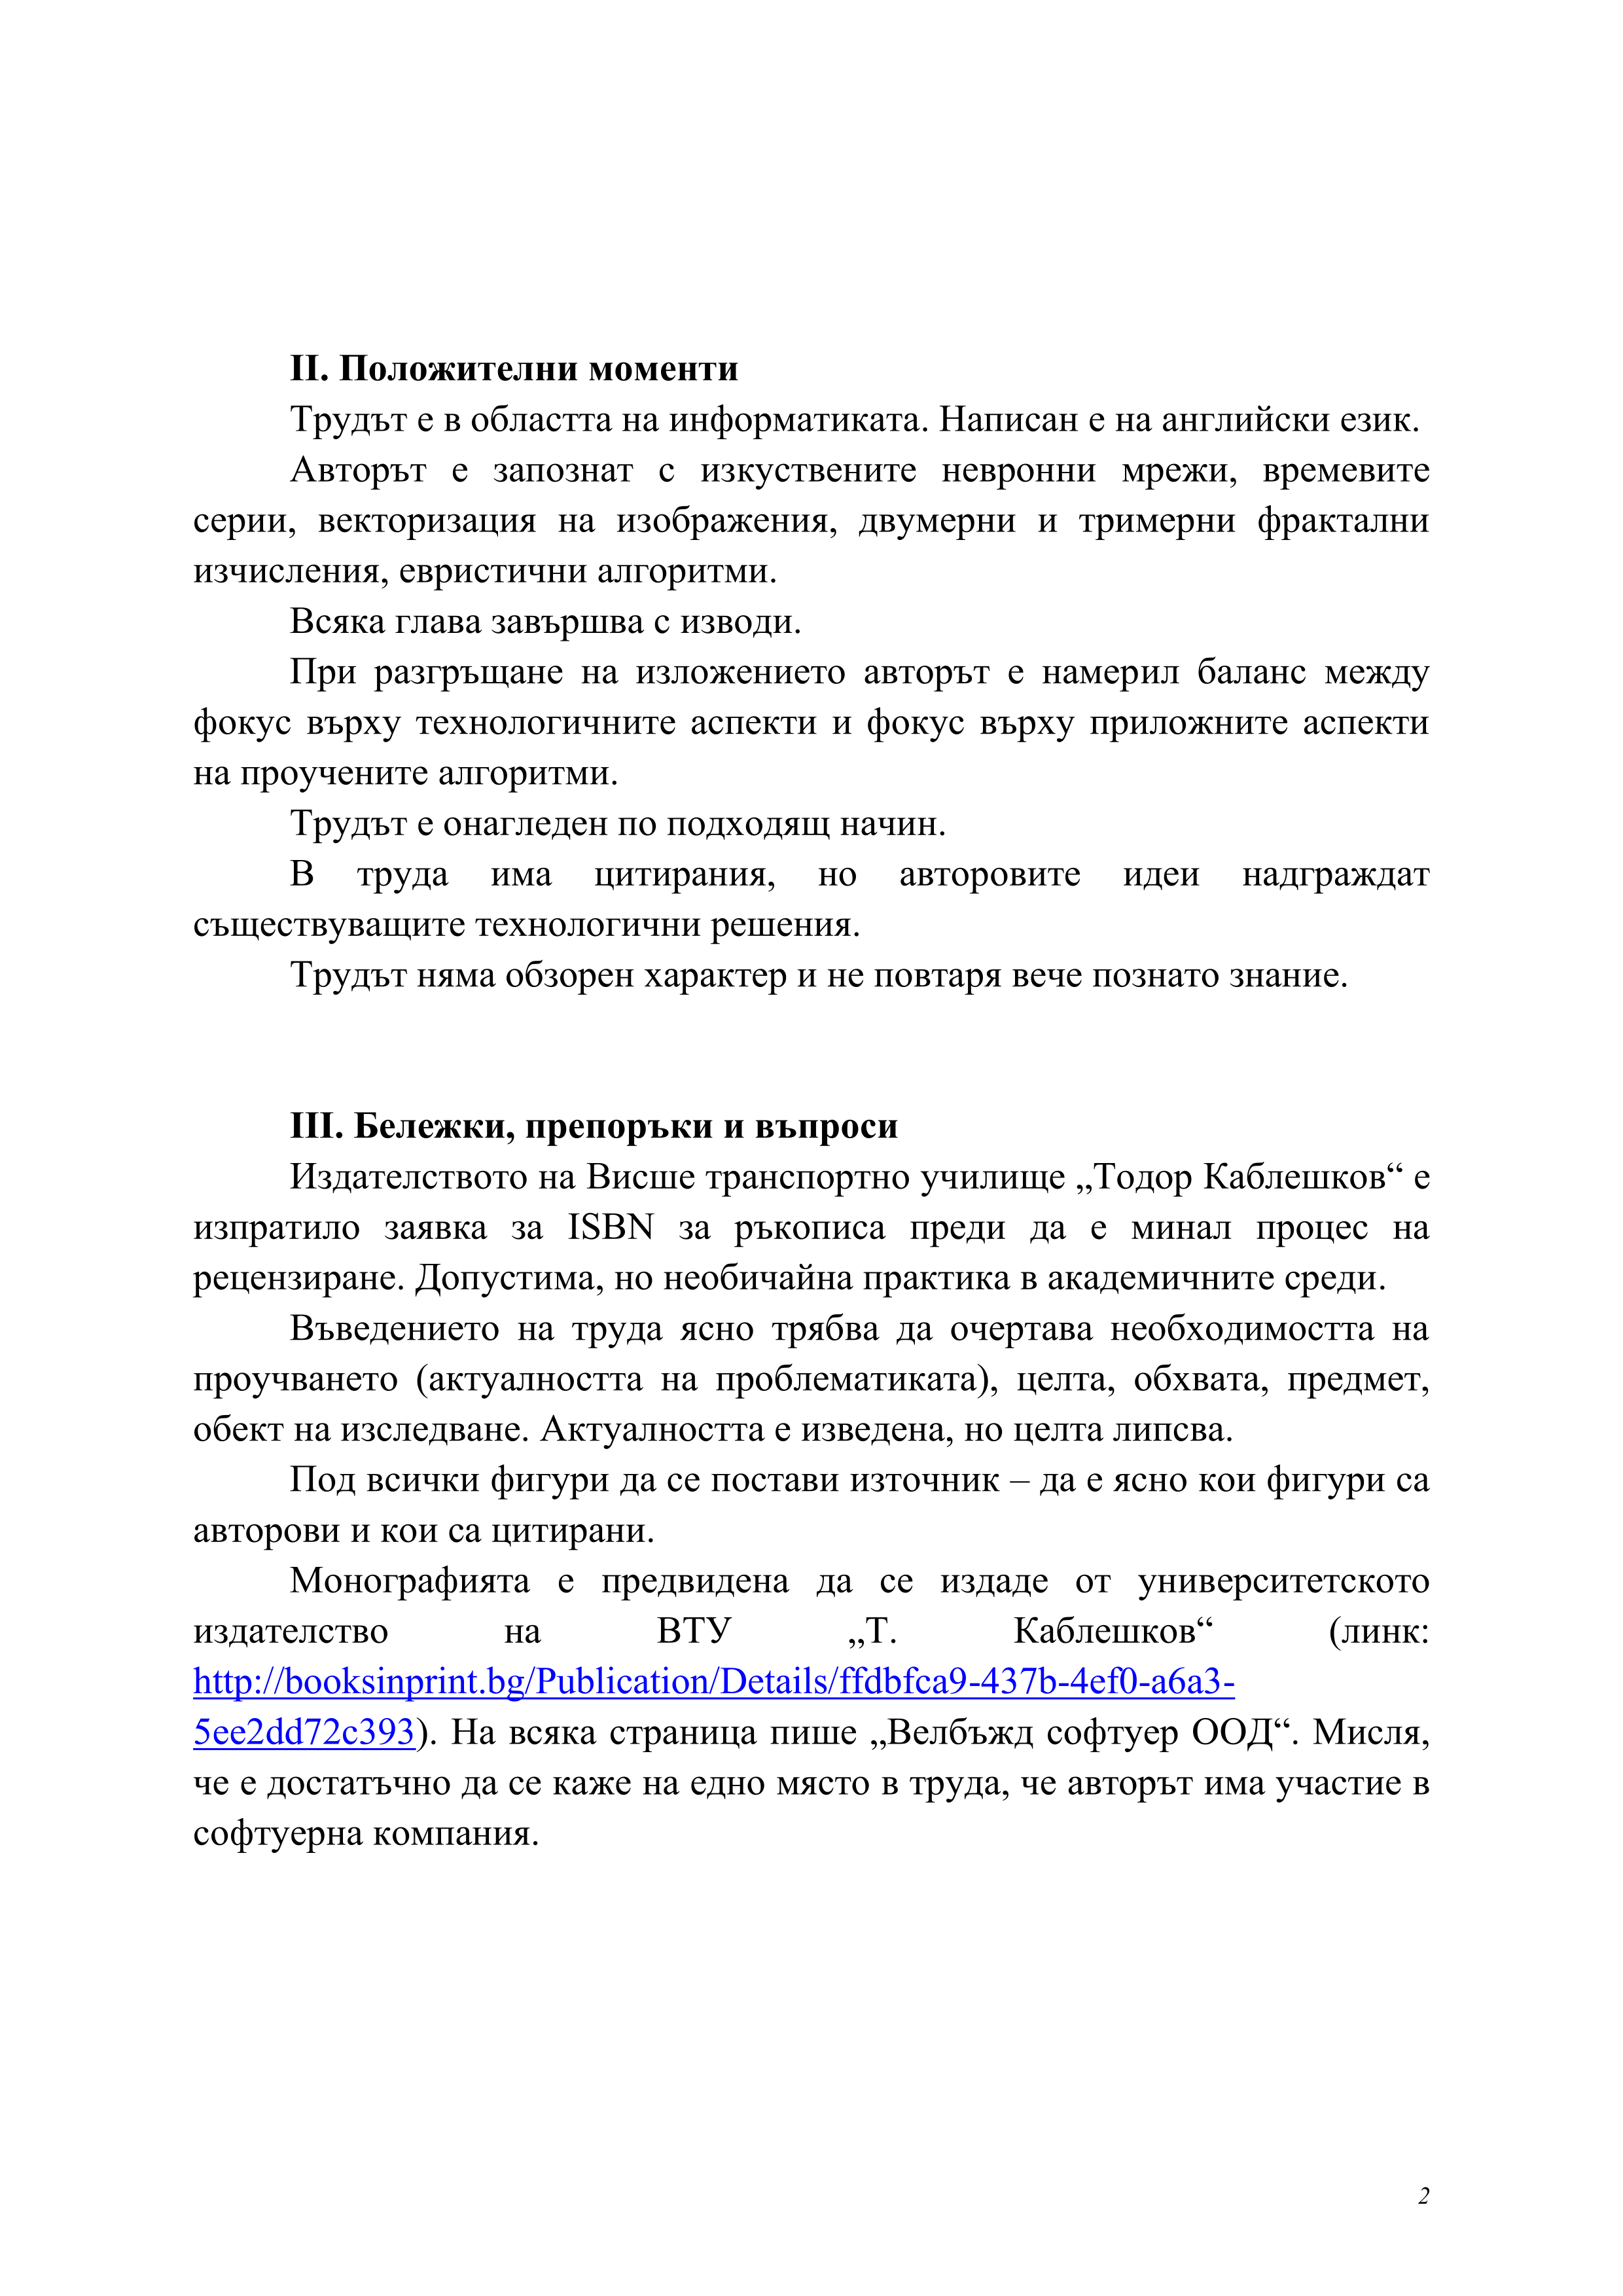 II. Положителни моменти
Трудът е в областта на информатиката. Написан е на английски език.
Авторът е запознат с изкуствените невронни мрежи, времевите
серии, векторизация на изображения, двумерни и тримерни фрактални
изчисления, евристични алгоритми.
Всяка глава завършва с изводи.
При разгръщане на изложението авторът е намерил баланс между
фокус върху технологичните аспекти и фокус върху приложните аспекти
на проучените алгоритми.
Трудът е онагледен по подходящ начин.
В труда има цитирания, но авторовите идеи надграждат
съществуващите технологични решения.
Трудът няма обзорен характер и не повтаря вече познато знание.
III. Бележки, препоръки и въпроси
Издателството на Висше транспортно училище „Тодор Каблешков“ е
изпратило заявка за ISBN за ръкописа преди да е минал процес на
рецензиране. Допустима, но необичайна практика в академичните среди.
Въведението на труда ясно трябва да очертава необходимостта на
проучването (актуалността на проблематиката), целта, обхвата, предмет,
обект на изследване. Актуалността е изведена, но целта липсва.
Под всички фигури да се постави източник – да е ясно кои фигури са
авторови и кои са цитирани.
Монографията е предвидена да се издаде от университетското
издателство на ВТУ „Т. Каблешков“ (линк:
http://booksinprint.bg/Publication/Details/ffdbfca9-437b-4ef0-a6a3-
5ee2dd72c393). На всяка страница пише „Велбъжд софтуер ООД“. Мисля,
че е достатъчно да се каже на едно място в труда, че авторът има участие в
софтуерна компания.
2